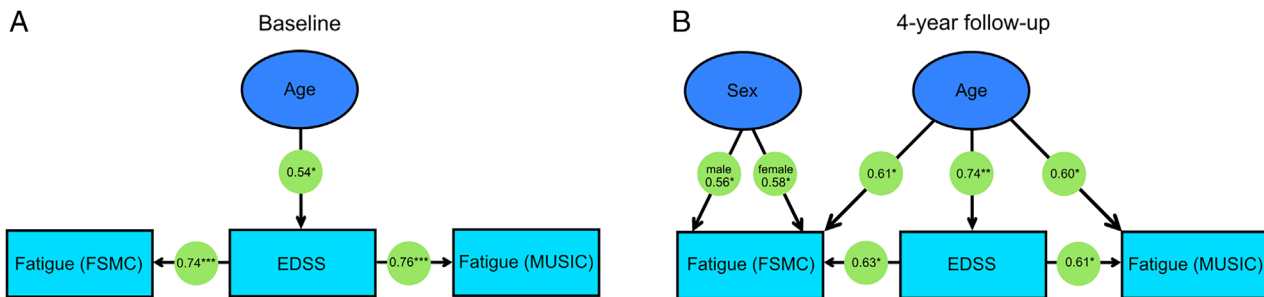 A
Baseline
Age
0.54*
Fatigue (FSMC)
0.74***
EDSS
0.76***
Fatigue (MUSIC)
B
4-year follow-up
Sex
Age
male
0.56*
female
0.58*
0.61*
0.74**
0.60*
Fatigue (FSMC)
0.63*
EDSS
0.61*
Fatigue (MUSIC)